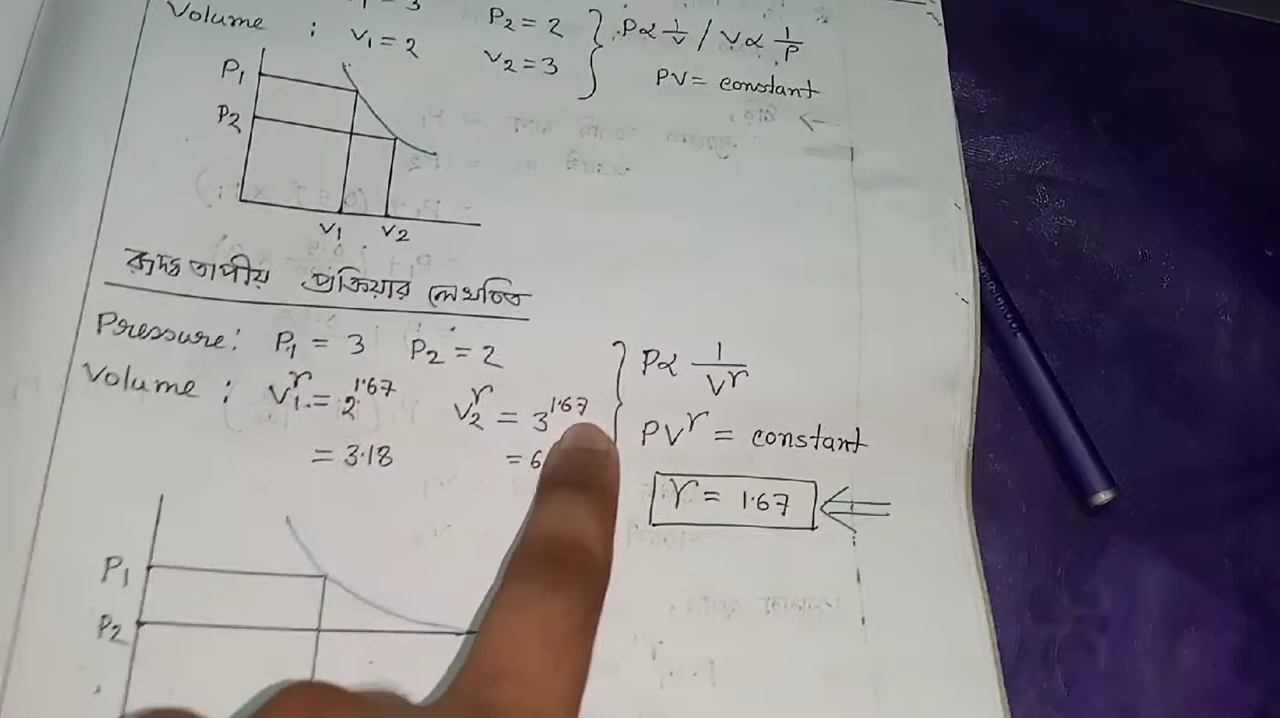 Volume : V₁ = 2 V₂ = 3
P₂ = 2
P∝ 1/V / V∝ 1/P
PV = constant
P₁
P₂
V₁ V₂
রুদ্ধতাপীয় প্রক্রিয়ার লেখচিত্র
Pressure: P₁ = 3 P₂ = 2
Volume : V₁^r = 2^1.67 V₂^r = 3^1.67
= 3.18 = 6
P∝ 1/V^r
PV^r = constant
r = 1.67
P₁
P₂